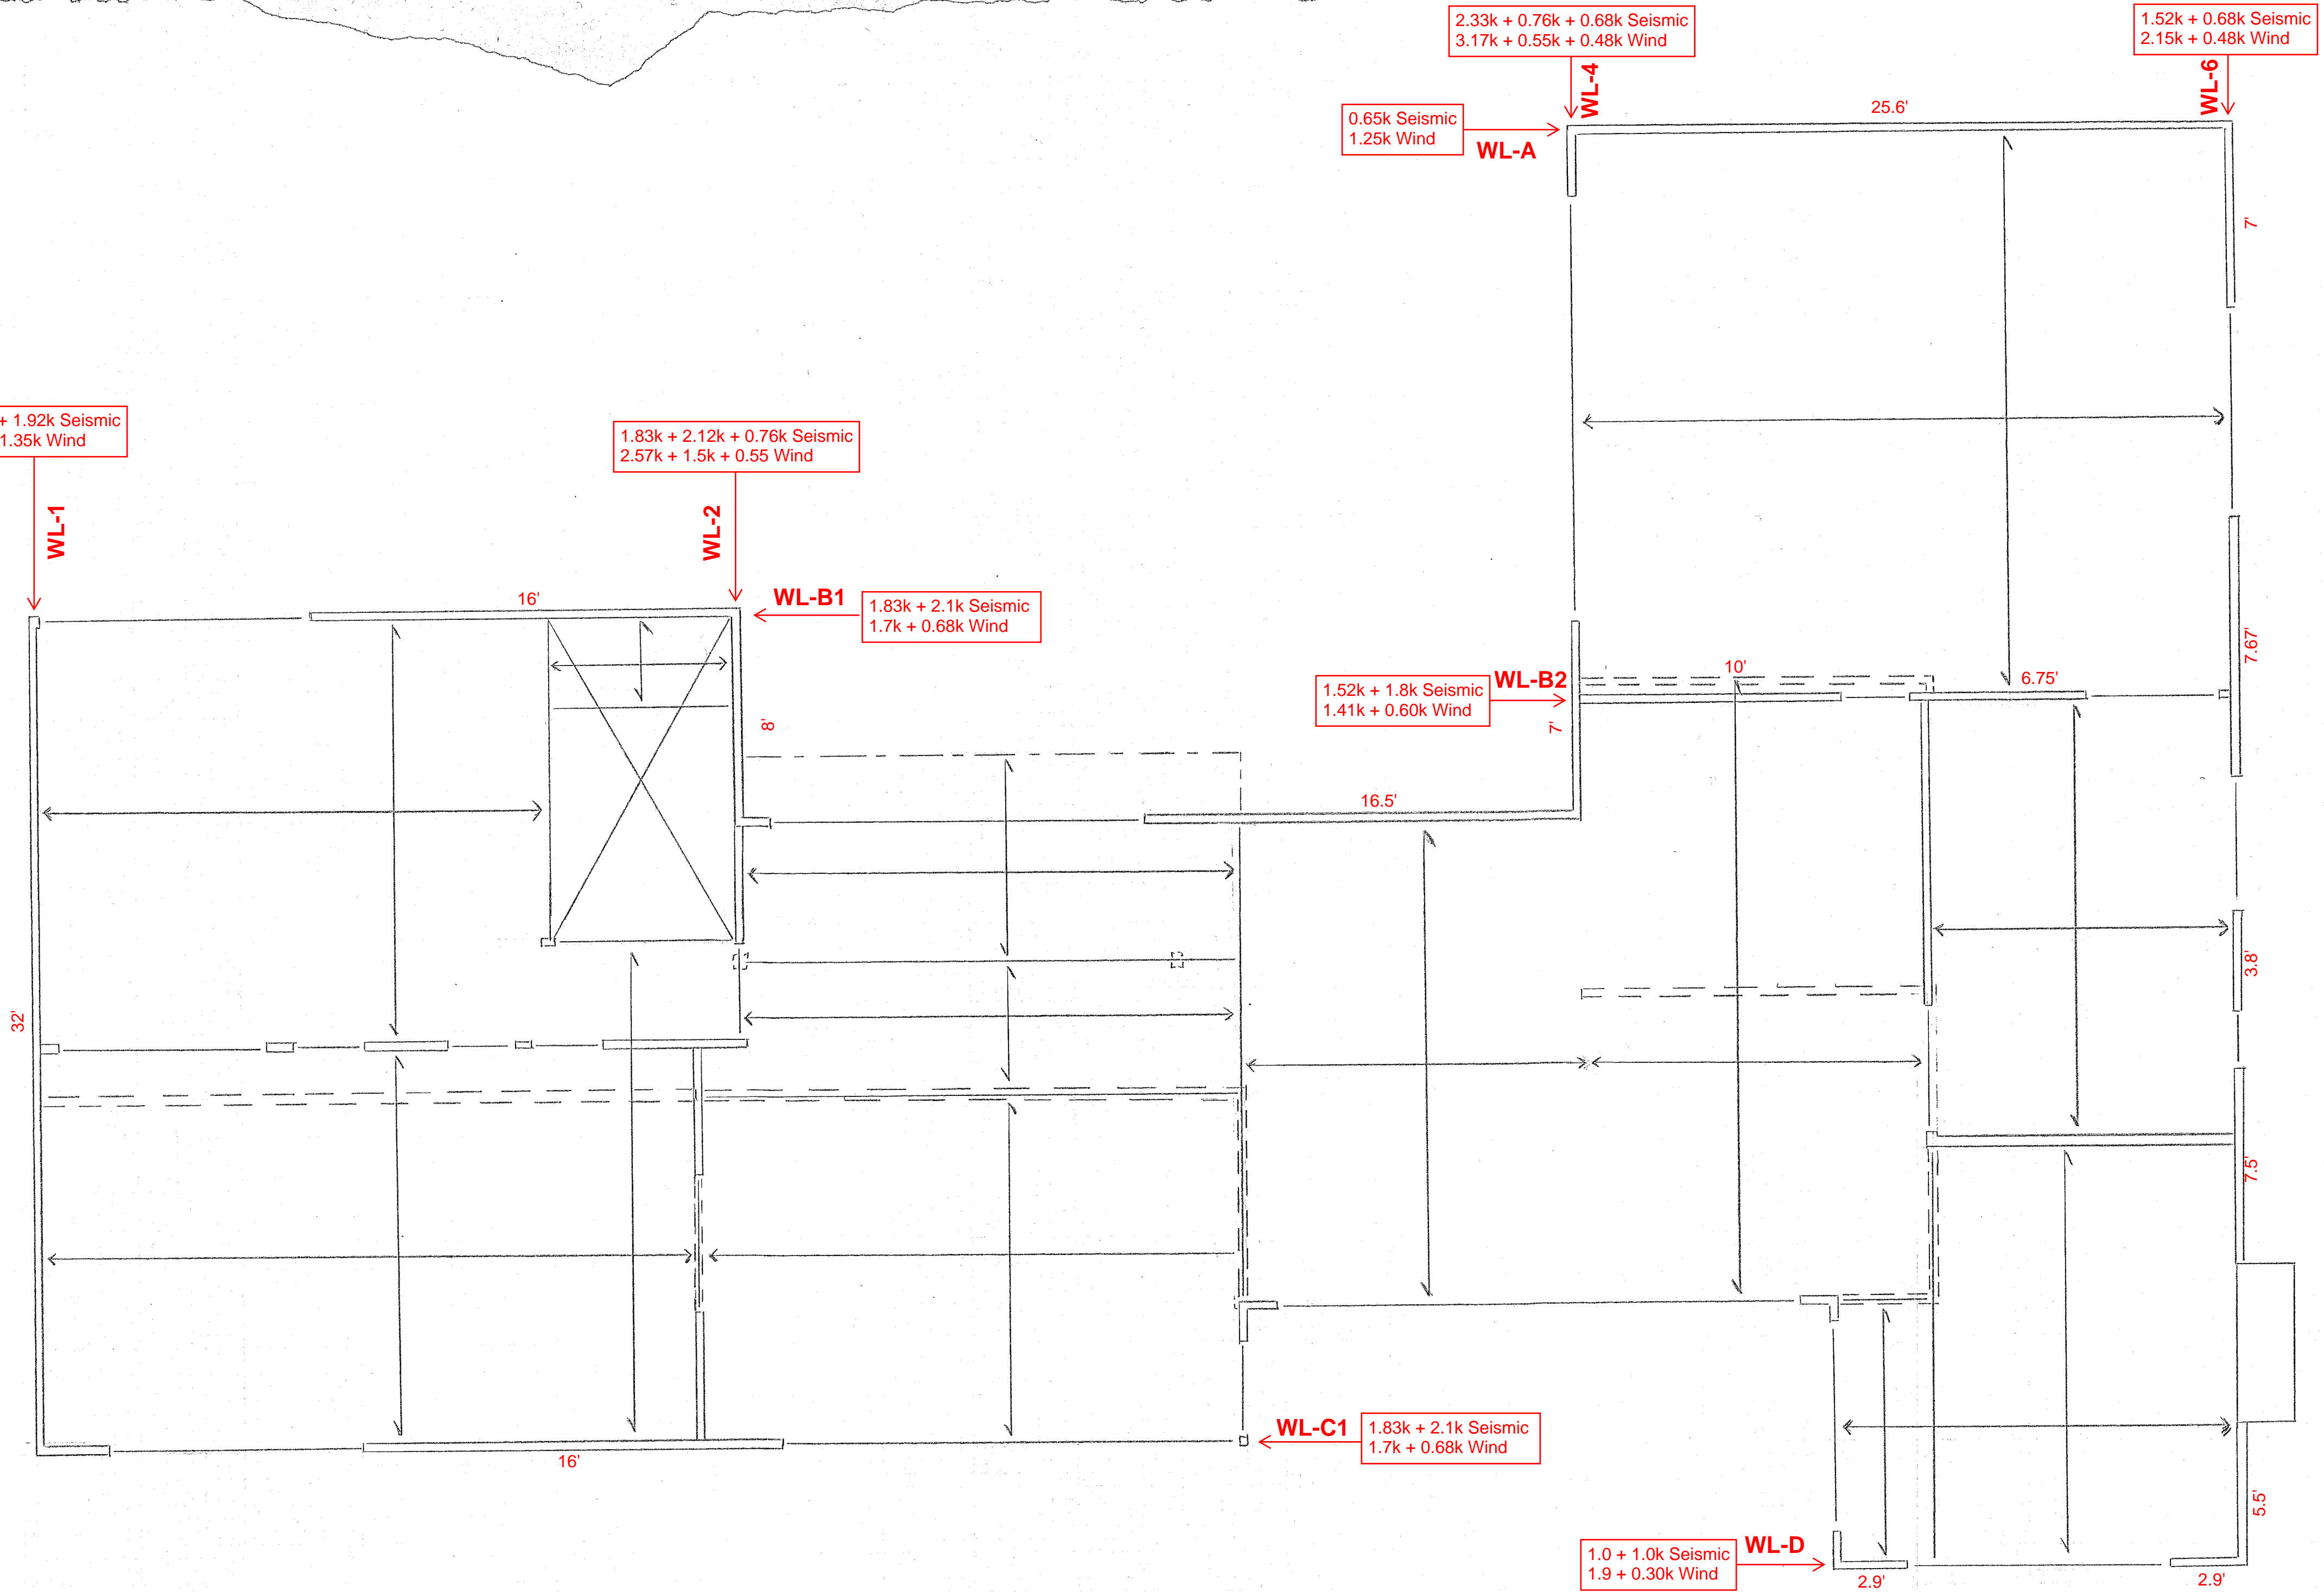 2.33k + 0.76k + 0.68k Seismic
3.17k + 0.55k + 0.48k Wind
1.52k + 0.68k Seismic
2.15k + 0.48k Wind
WL-4
WL-6
25.6'
0.65k Seismic
1.25k Wind
WL-A
7'
+ 1.92k Seismic
1.35k Wind
1.83k + 2.12k + 0.76k Seismic
2.57k + 1.5k + 0.55 Wind
WL-1
WL-2
16'
WL-B1
1.83k + 2.1k Seismic
1.7k + 0.68k Wind
7.67'
10'
6.75'
WL-B2
1.52k + 1.8k Seismic
1.41k + 0.60k Wind
7'
8'
16.5'
3.8'
32'
7.5'
WL-C1
1.83k + 2.1k Seismic
1.7k + 0.68k Wind
16'
5.5'
WL-D
1.0 + 1.0k Seismic
1.9 + 0.30k Wind
2.9'
2.9'